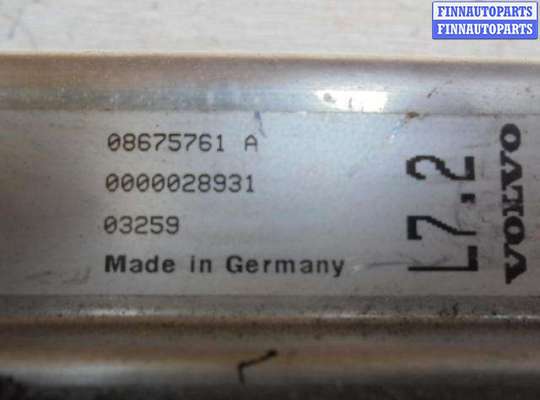 FINNAUTOPARTS
FINNAUTOPARTS
08675761 A
0000028931
03259
Made in Germany
L7.2
VOLVO